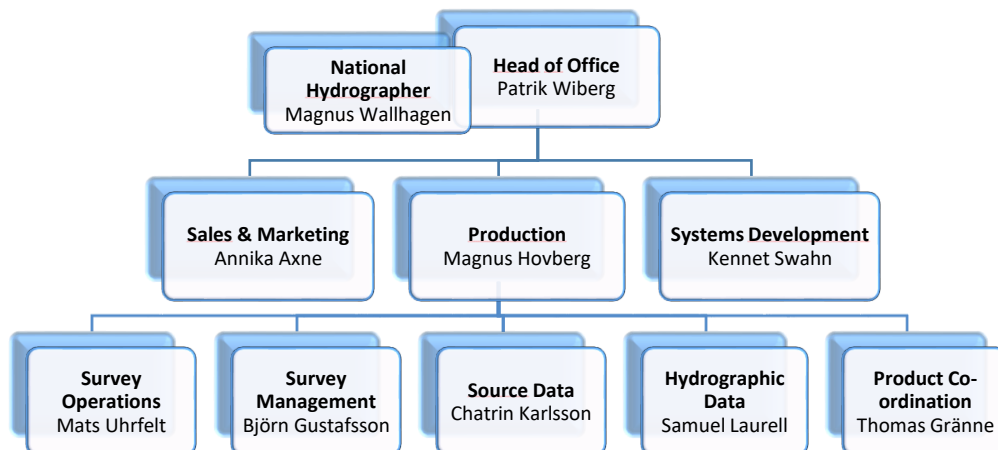 National
Hydrographer
Magnus Wallhagen
Head of Office
Patrik Wiberg
Sales & Marketing
Annika Axne
Production
Magnus Hovberg
Systems Development
Kennet Swahn
Survey
Operations
Mats Uhrfelt
Survey
Management
Björn Gustafsson
Source Data
Chatrin Karlsson
Hydrographic
Data
Samuel Laurell
Product Co-
ordination
Thomas Gränne